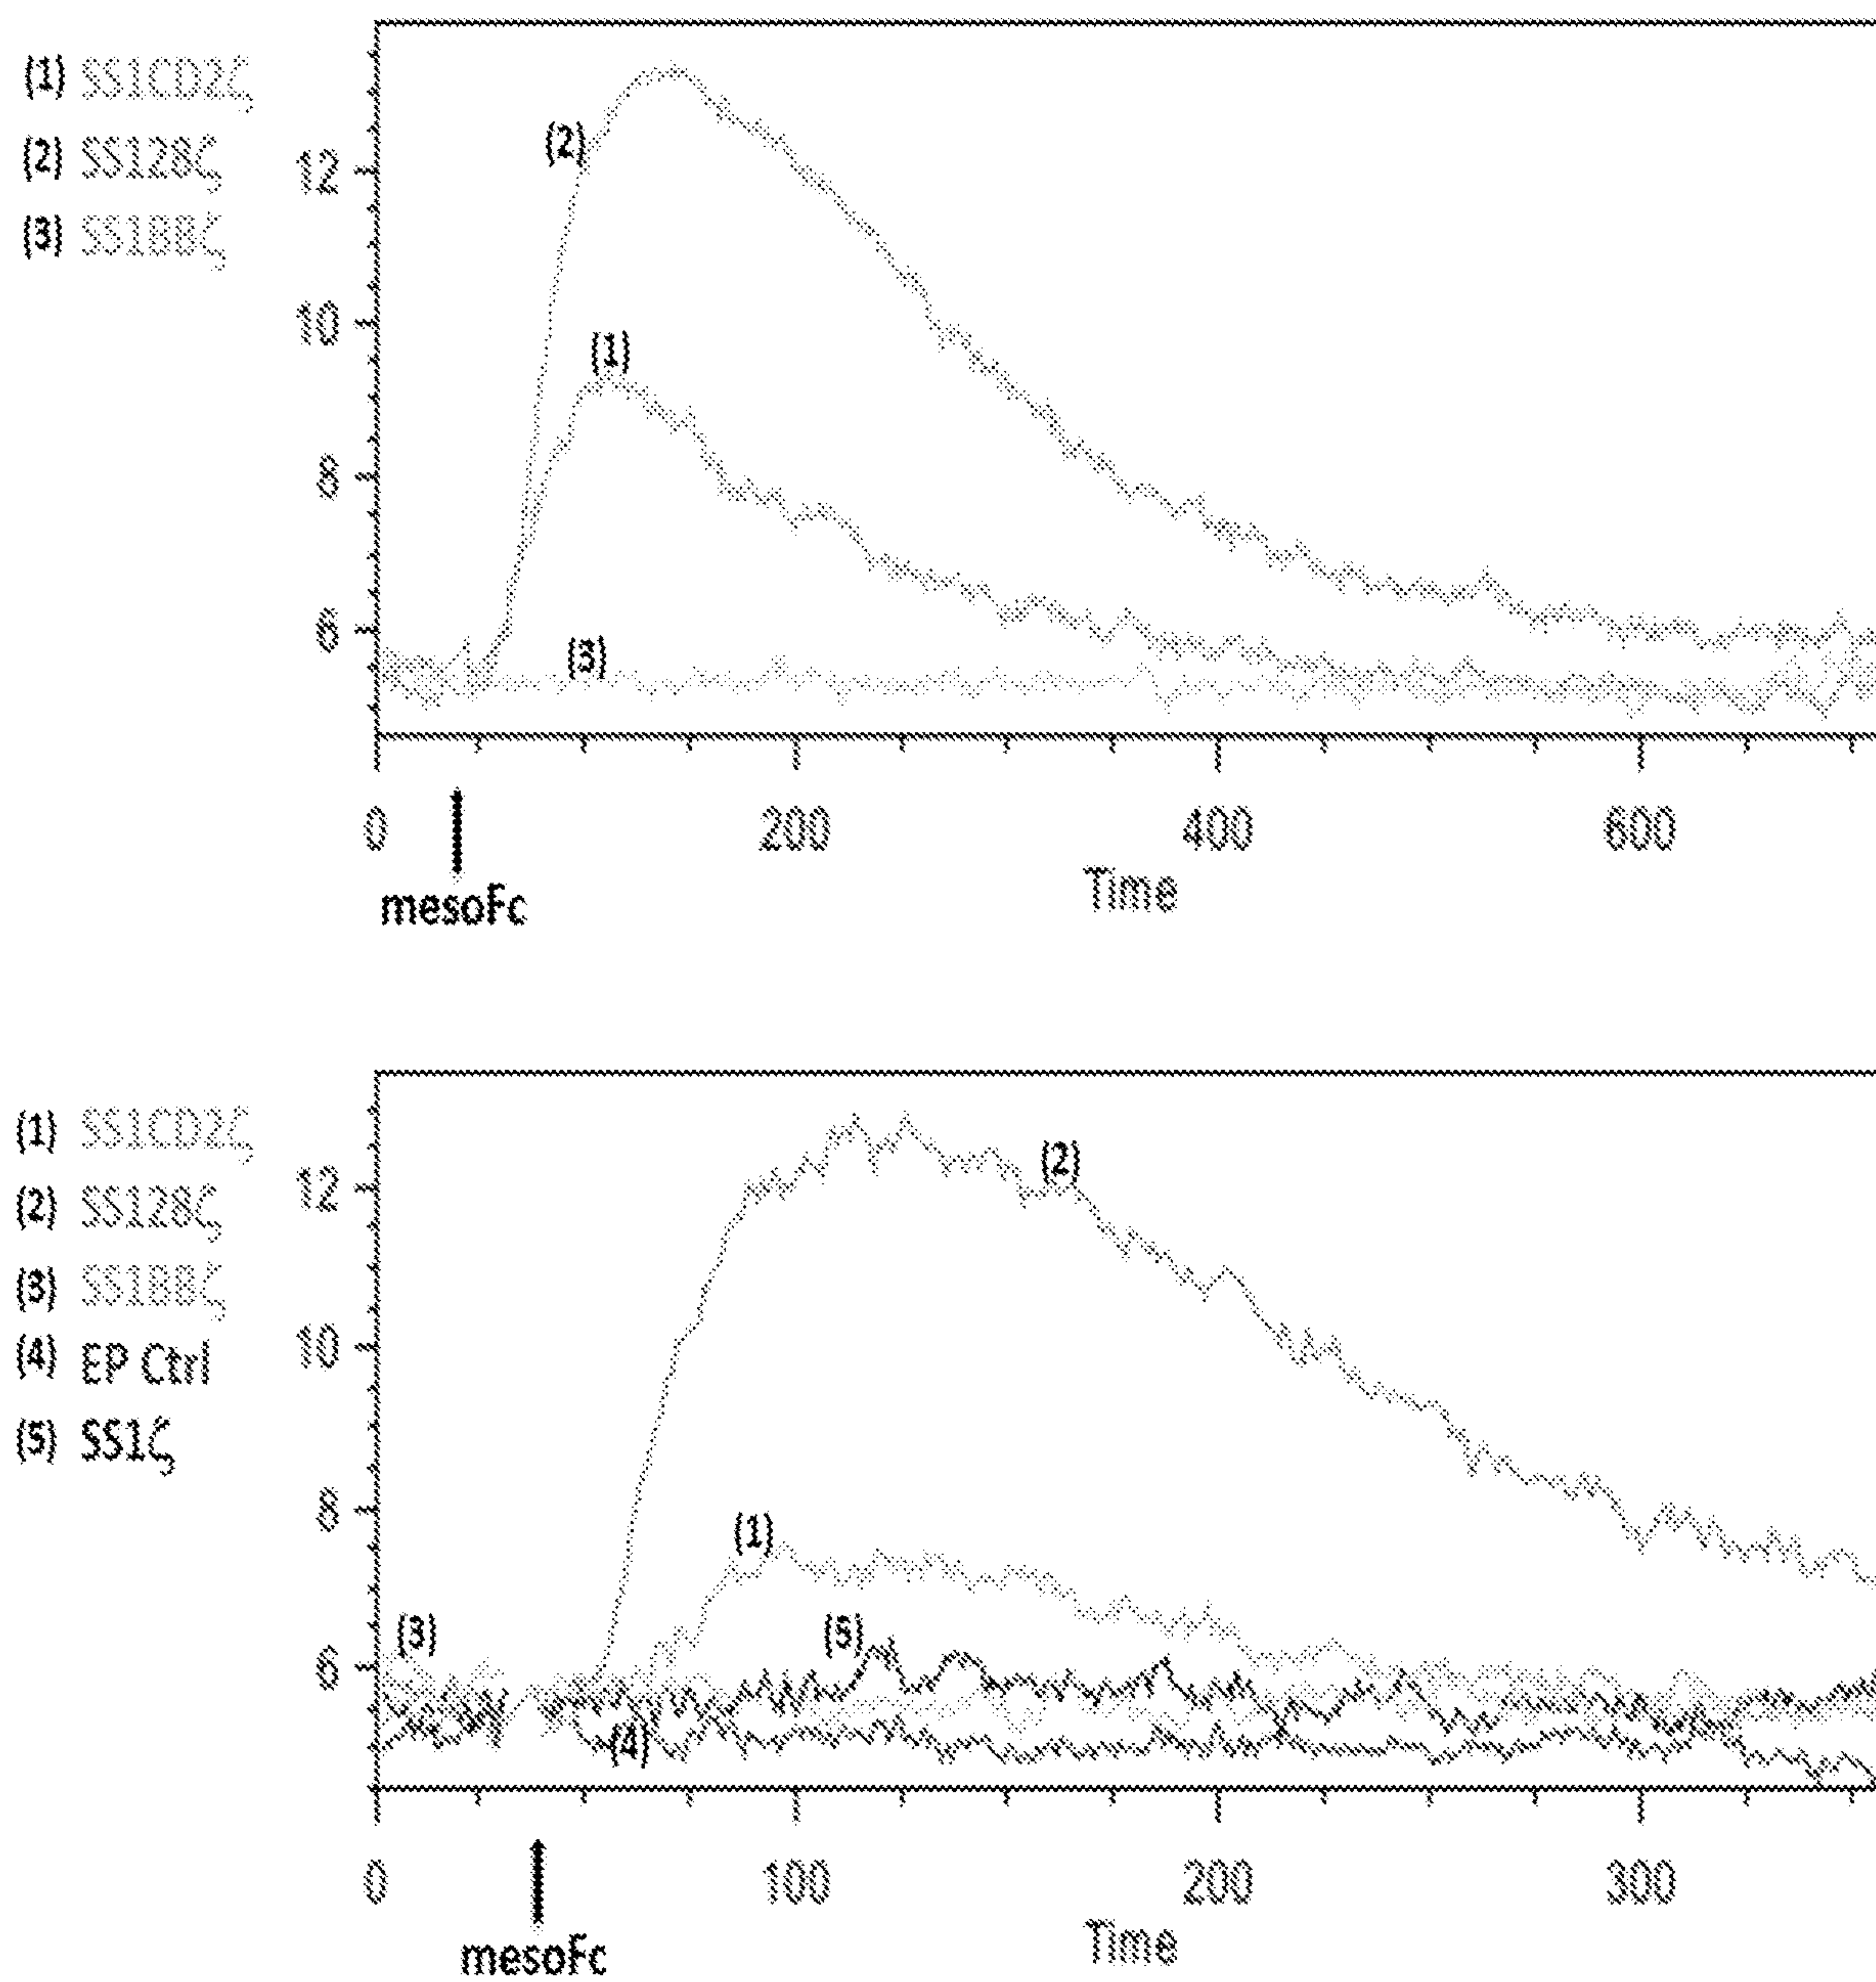 (1) SS1CD2ζ
(2) SS128ζ
(3) SS1BBζ
12
10
8
6
(2)
(1)
(3)
0 200 400 600
Time
mesoFc
(1) SS1CD2ζ
(2) SS128ζ
(3) SS1BBζ
(4) EP Ctrl
(5) SS1ζ
12
10
8
6
(2)
(1)
(3)
(5)
(4)
0 100 200 300
Time
mesoFc